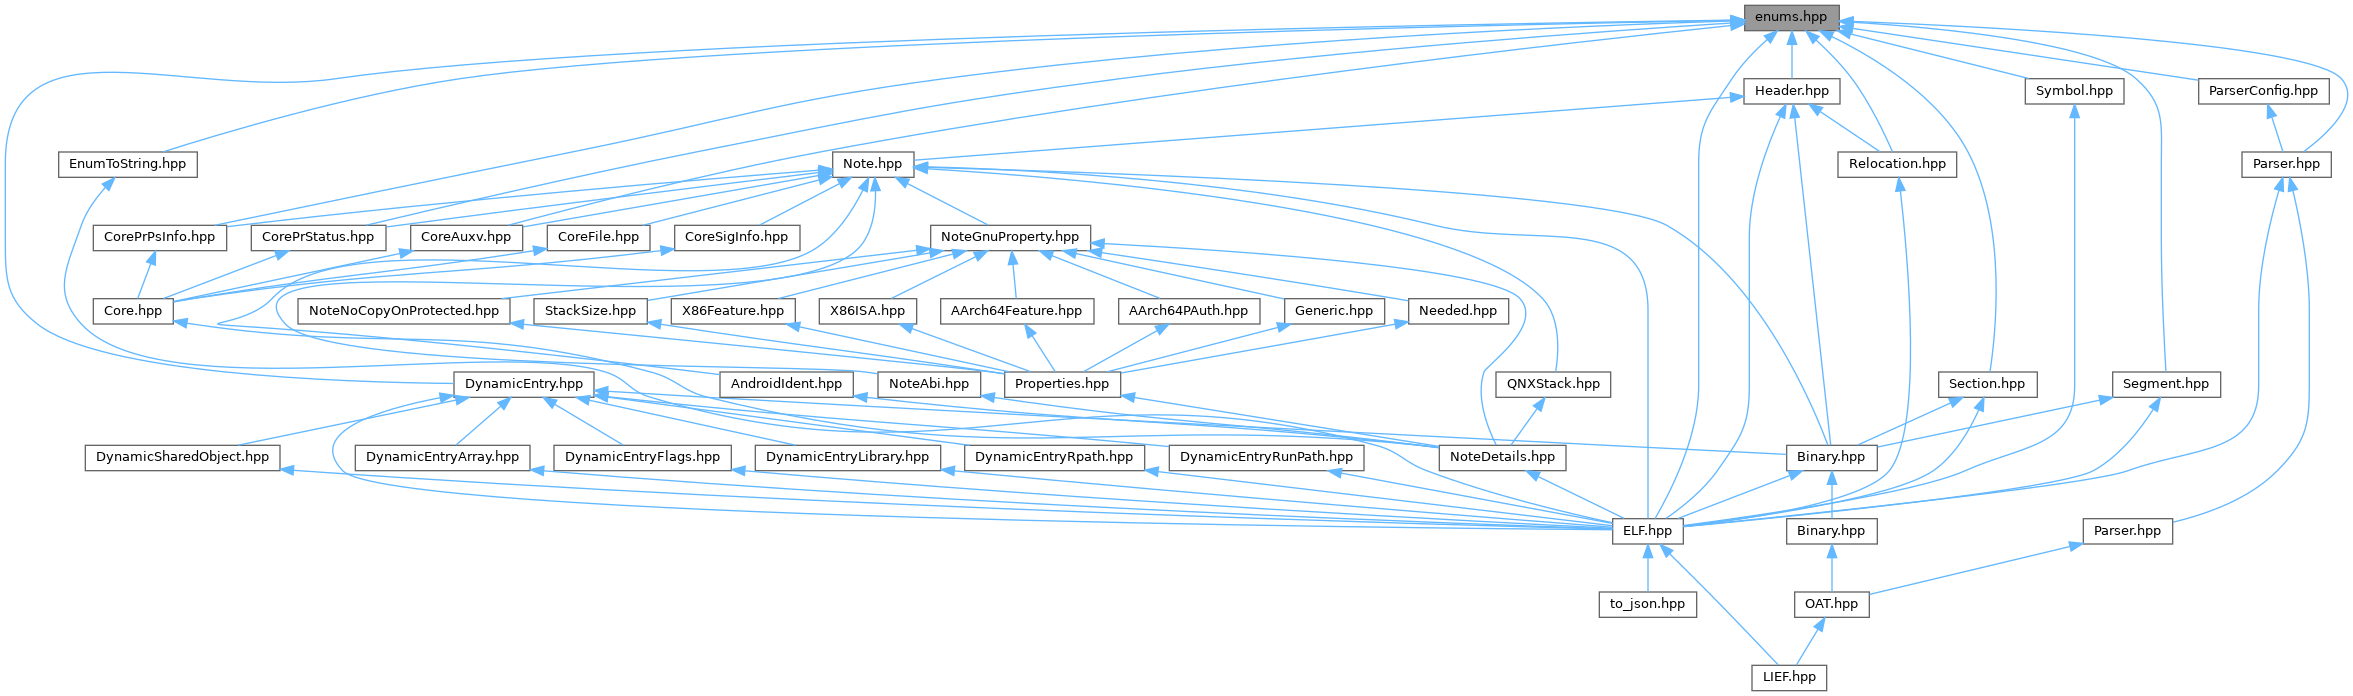 enums.hpp
Header.hpp
Symbol.hpp
ParserConfig.hpp
EnumToString.hpp
Note.hpp
Relocation.hpp
Parser.hpp
CorePrPsInfo.hpp
CorePrStatus.hpp
CoreAuxv.hpp
CoreFile.hpp
CoreSigInfo.hpp
NoteGnuProperty.hpp
Core.hpp
NoteNoCopyOnProtected.hpp
StackSize.hpp
X86Feature.hpp
X86ISA.hpp
AArch64Feature.hpp
AArch64PAuth.hpp
Generic.hpp
Needed.hpp
DynamicEntry.hpp
AndroidIdent.hpp
NoteAbi.hpp
Properties.hpp
QNXStack.hpp
Section.hpp
Segment.hpp
DynamicSharedObject.hpp
DynamicEntryArray.hpp
DynamicEntryFlags.hpp
DynamicEntryLibrary.hpp
DynamicEntryRpath.hpp
DynamicEntryRunPath.hpp
NoteDetails.hpp
Binary.hpp
ELF.hpp
Binary.hpp
Parser.hpp
to_json.hpp
OAT.hpp
LIEF.hpp